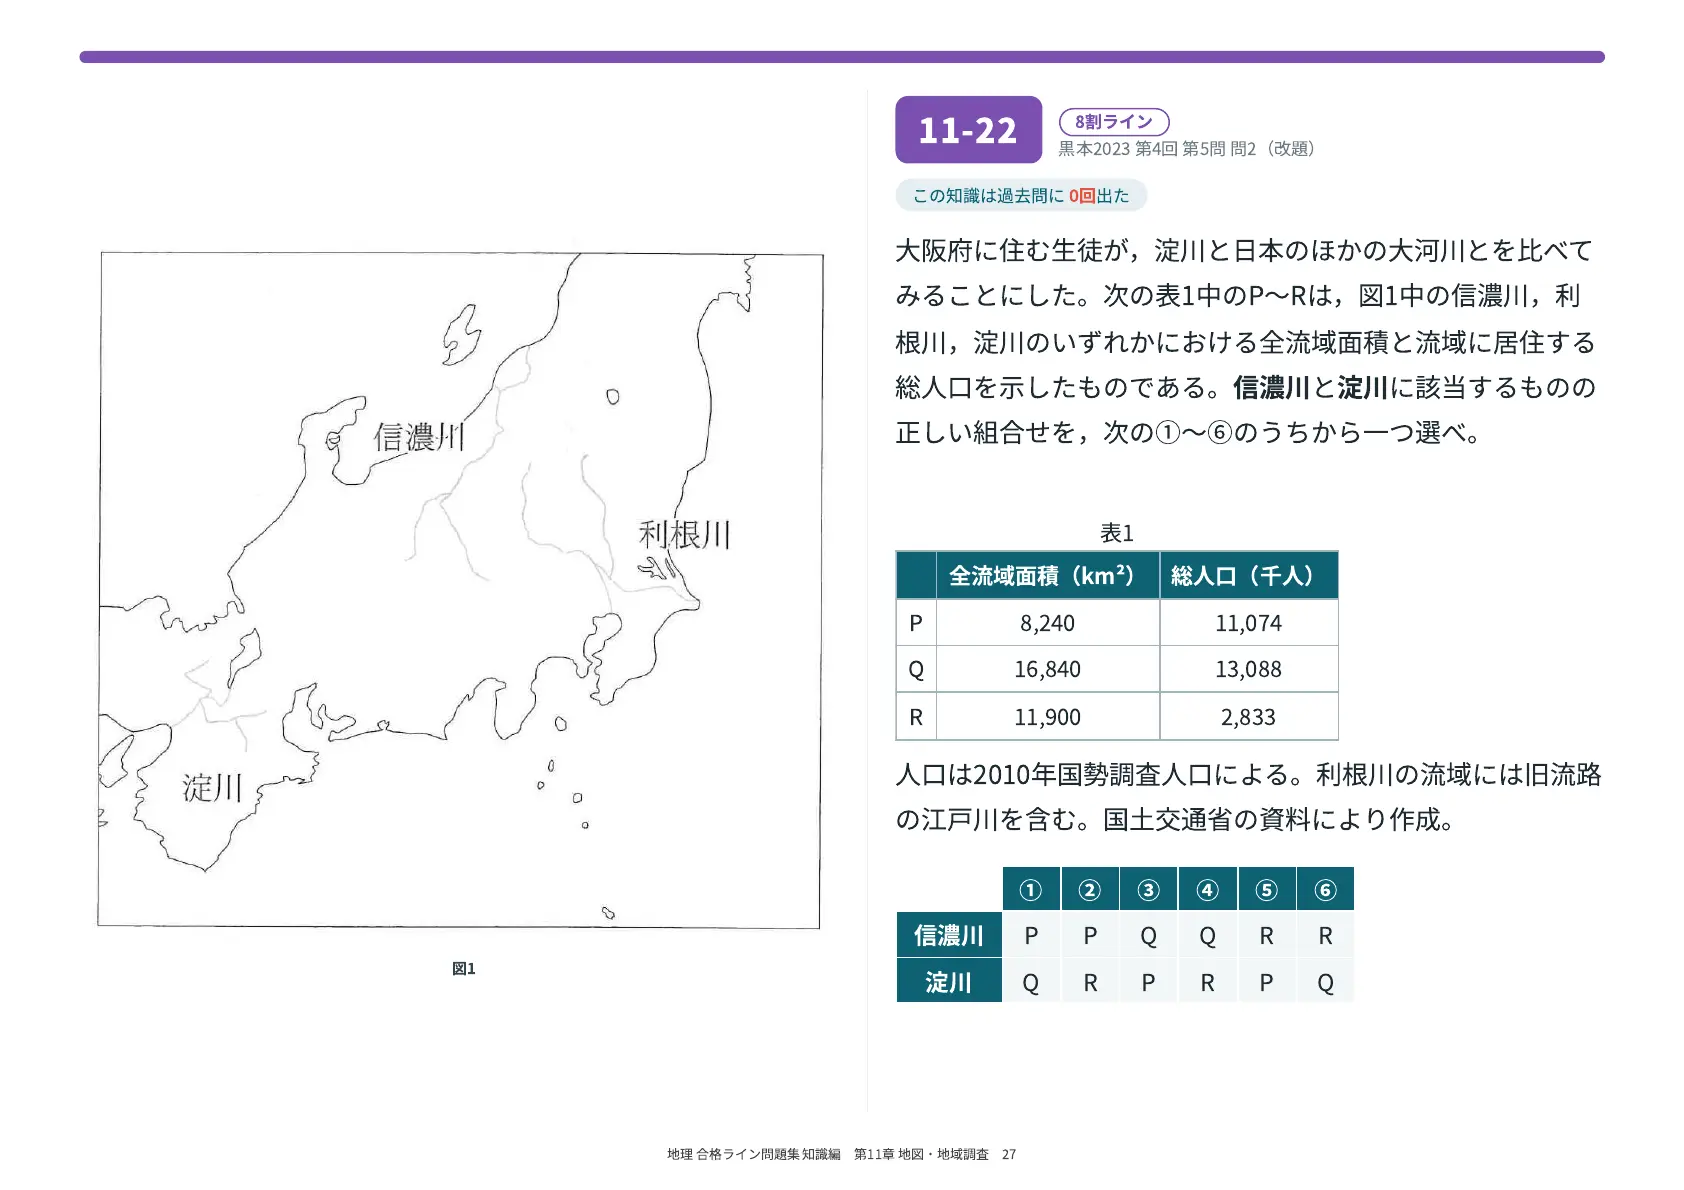 信濃川
利根川
淀川
図1
11-22
8割ライン
黒本2023 第4回 第5問 問2（改題）
この知識は過去問に 0回出た
大阪府に住む生徒が，淀川と日本のほかの大河川とを比べて
みることにした。次の表1中のP～Rは，図1中の信濃川，利
根川，淀川のいずれかにおける全流域面積と流域に居住する
総人口を示したものである。信濃川と淀川に該当するものの
正しい組合せを，次の①～⑥のうちから一つ選べ。
表1
全流域面積（km²） 総人口（千人）
P 8,240 11,074
Q 16,840 13,088
R 11,900 2,833
人口は2010年国勢調査人口による。利根川の流域には旧流路
の江戸川を含む。国土交通省の資料により作成。
① ② ③ ④ ⑤ ⑥
信濃川 P P Q Q R R
淀川 Q R P R P Q
地理 合格ライン問題集 知識編 第11章 地図・地域調査 27